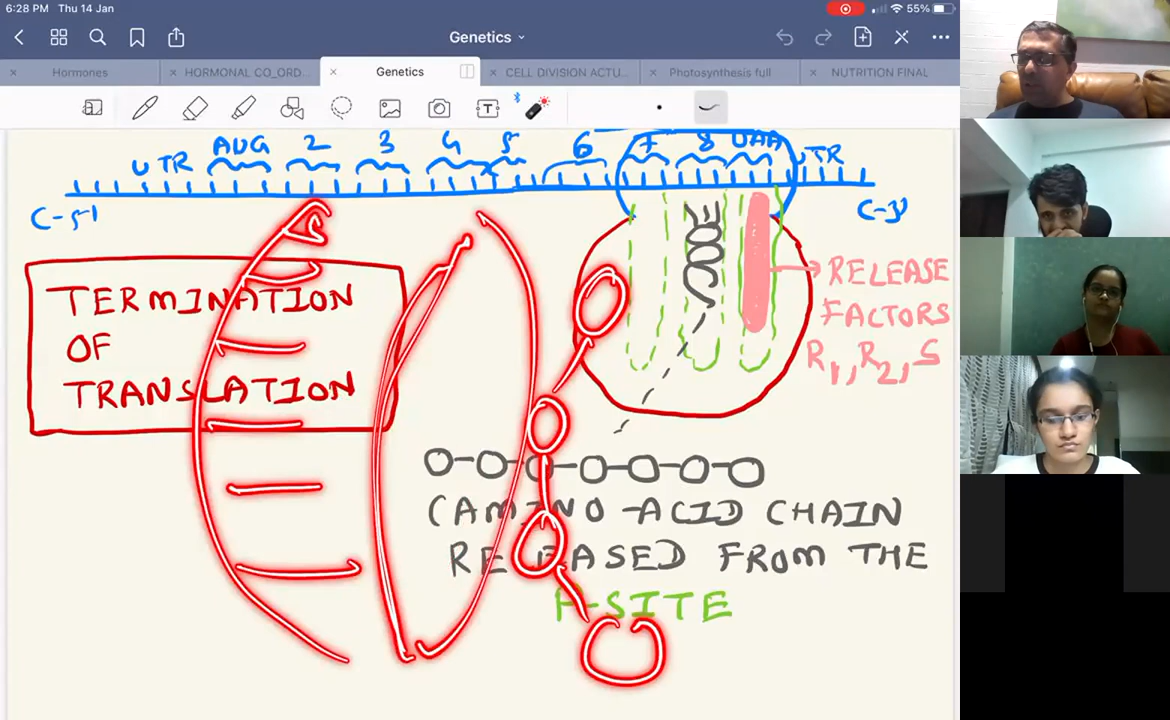 6:28 PM Thu 14 Jan 55%
Genetics
Hormones HORMONAL CO_ORD... Genetics CELL DIVISION ACTU... Photosynthesis full NUTRITION FINAL
UTR AUG 2 3 4 5 6 7 8 UAA UTR
C-5' C-3'
TERMINATION
OF
TRANSLATION
RELEASE
FACTORS
R1, R2, S
(AMINO-ACID CHAIN
RELEASED FROM THE
P-SITE